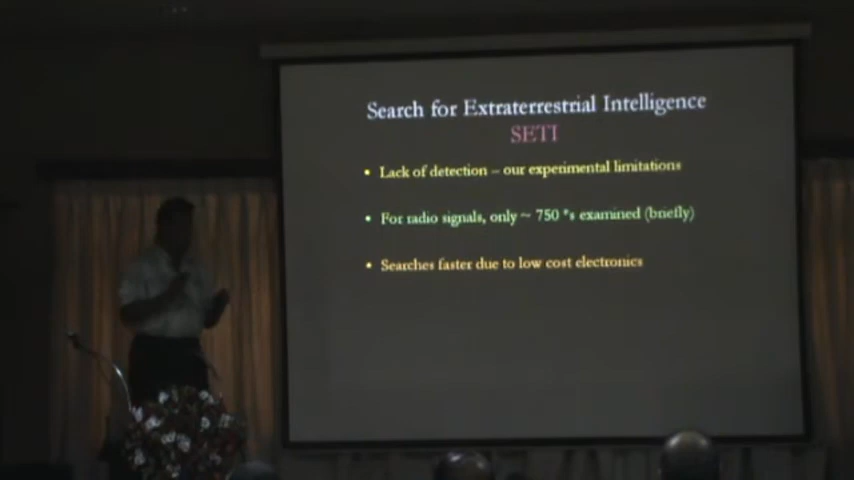 Search for Extraterrestrial Intelligence
SETI
• Lack of detection – our experimental limitations
• For radio signals, only ~ 750 *s examined (briefly)
• Searches faster due to low cost electronics